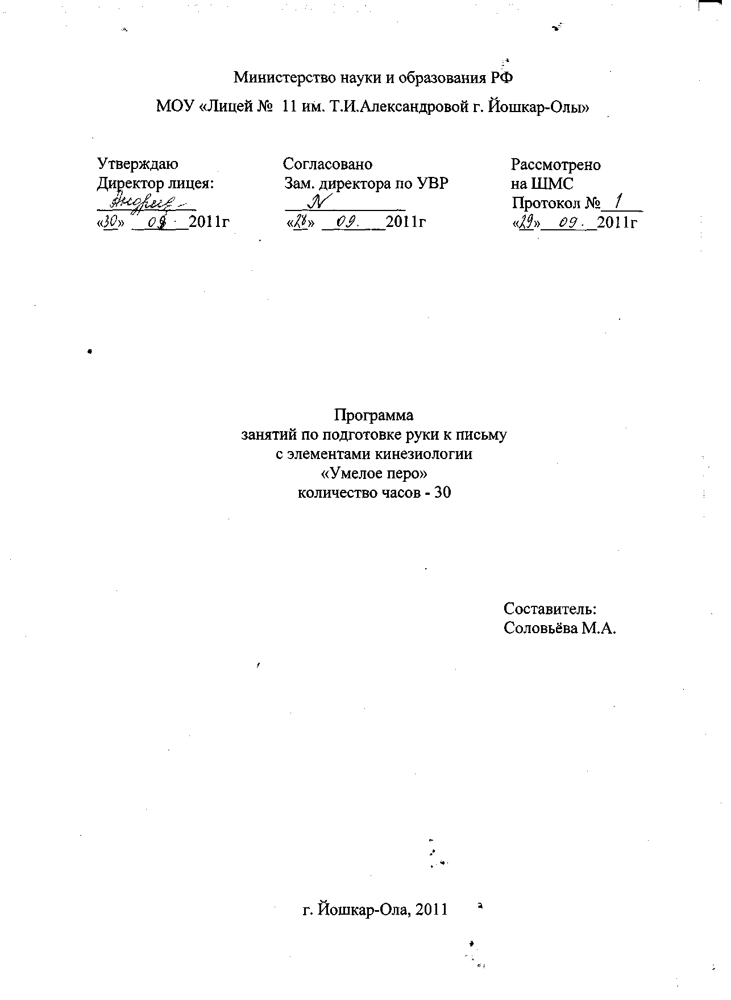 Министерство науки и образования РФ
МОУ «Лицей № 11 им. Т.И.Александровой г. Йошкар-Олы»
Утверждаю
Директор лицея:
«30» 09. 2011г
Согласовано
Зам. директора по УВР
«28» 09. 2011г
Рассмотрено
на ШМС
Протокол № 1
«29» 09. 2011г
Программа
занятий по подготовке руки к письму
с элементами кинезиологии
«Умелое перо»
количество часов - 30
Составитель:
Соловьёва М.А.
г. Йошкар-Ола, 2011